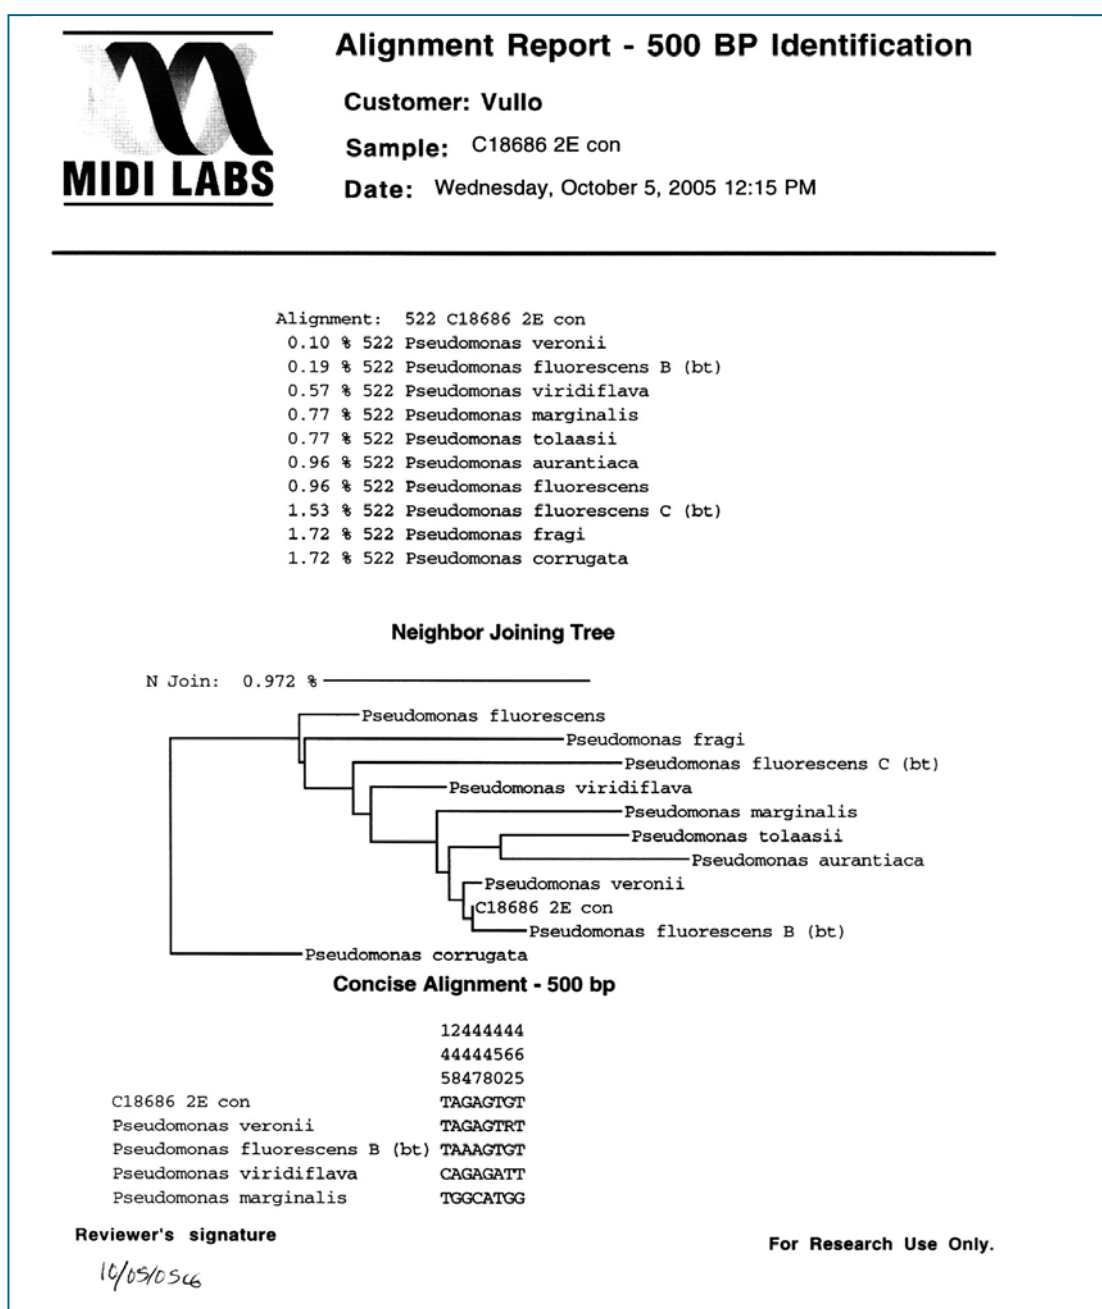 MIDI LABS
Alignment Report - 500 BP Identification
Customer: Vullo
Sample: C18686 2E con
Date: Wednesday, October 5, 2005 12:15 PM
Alignment: 522 C18686 2E con
0.10 % 522 Pseudomonas veronii
0.19 % 522 Pseudomonas fluorescens B (bt)
0.57 % 522 Pseudomonas viridiflava
0.77 % 522 Pseudomonas marginalis
0.77 % 522 Pseudomonas tolaasii
0.96 % 522 Pseudomonas aurantiaca
0.96 % 522 Pseudomonas fluorescens
1.53 % 522 Pseudomonas fluorescens C (bt)
1.72 % 522 Pseudomonas fragi
1.72 % 522 Pseudomonas corrugata
Neighbor Joining Tree
N Join: 0.972 %
Pseudomonas fluorescens
Pseudomonas fragi
Pseudomonas fluorescens C (bt)
Pseudomonas viridiflava
Pseudomonas marginalis
Pseudomonas tolaasii
Pseudomonas aurantiaca
Pseudomonas veronii
C18686 2E con
Pseudomonas fluorescens B (bt)
Pseudomonas corrugata
Concise Alignment - 500 bp
12444444
44444566
58478025
C18686 2E con TAGAGTGT
Pseudomonas veronii TAGAGTRT
Pseudomonas fluorescens B (bt) TAAAGTGT
Pseudomonas viridiflava CAGAGATT
Pseudomonas marginalis TGGCATGG
Reviewer's signature
For Research Use Only.
10/05/05